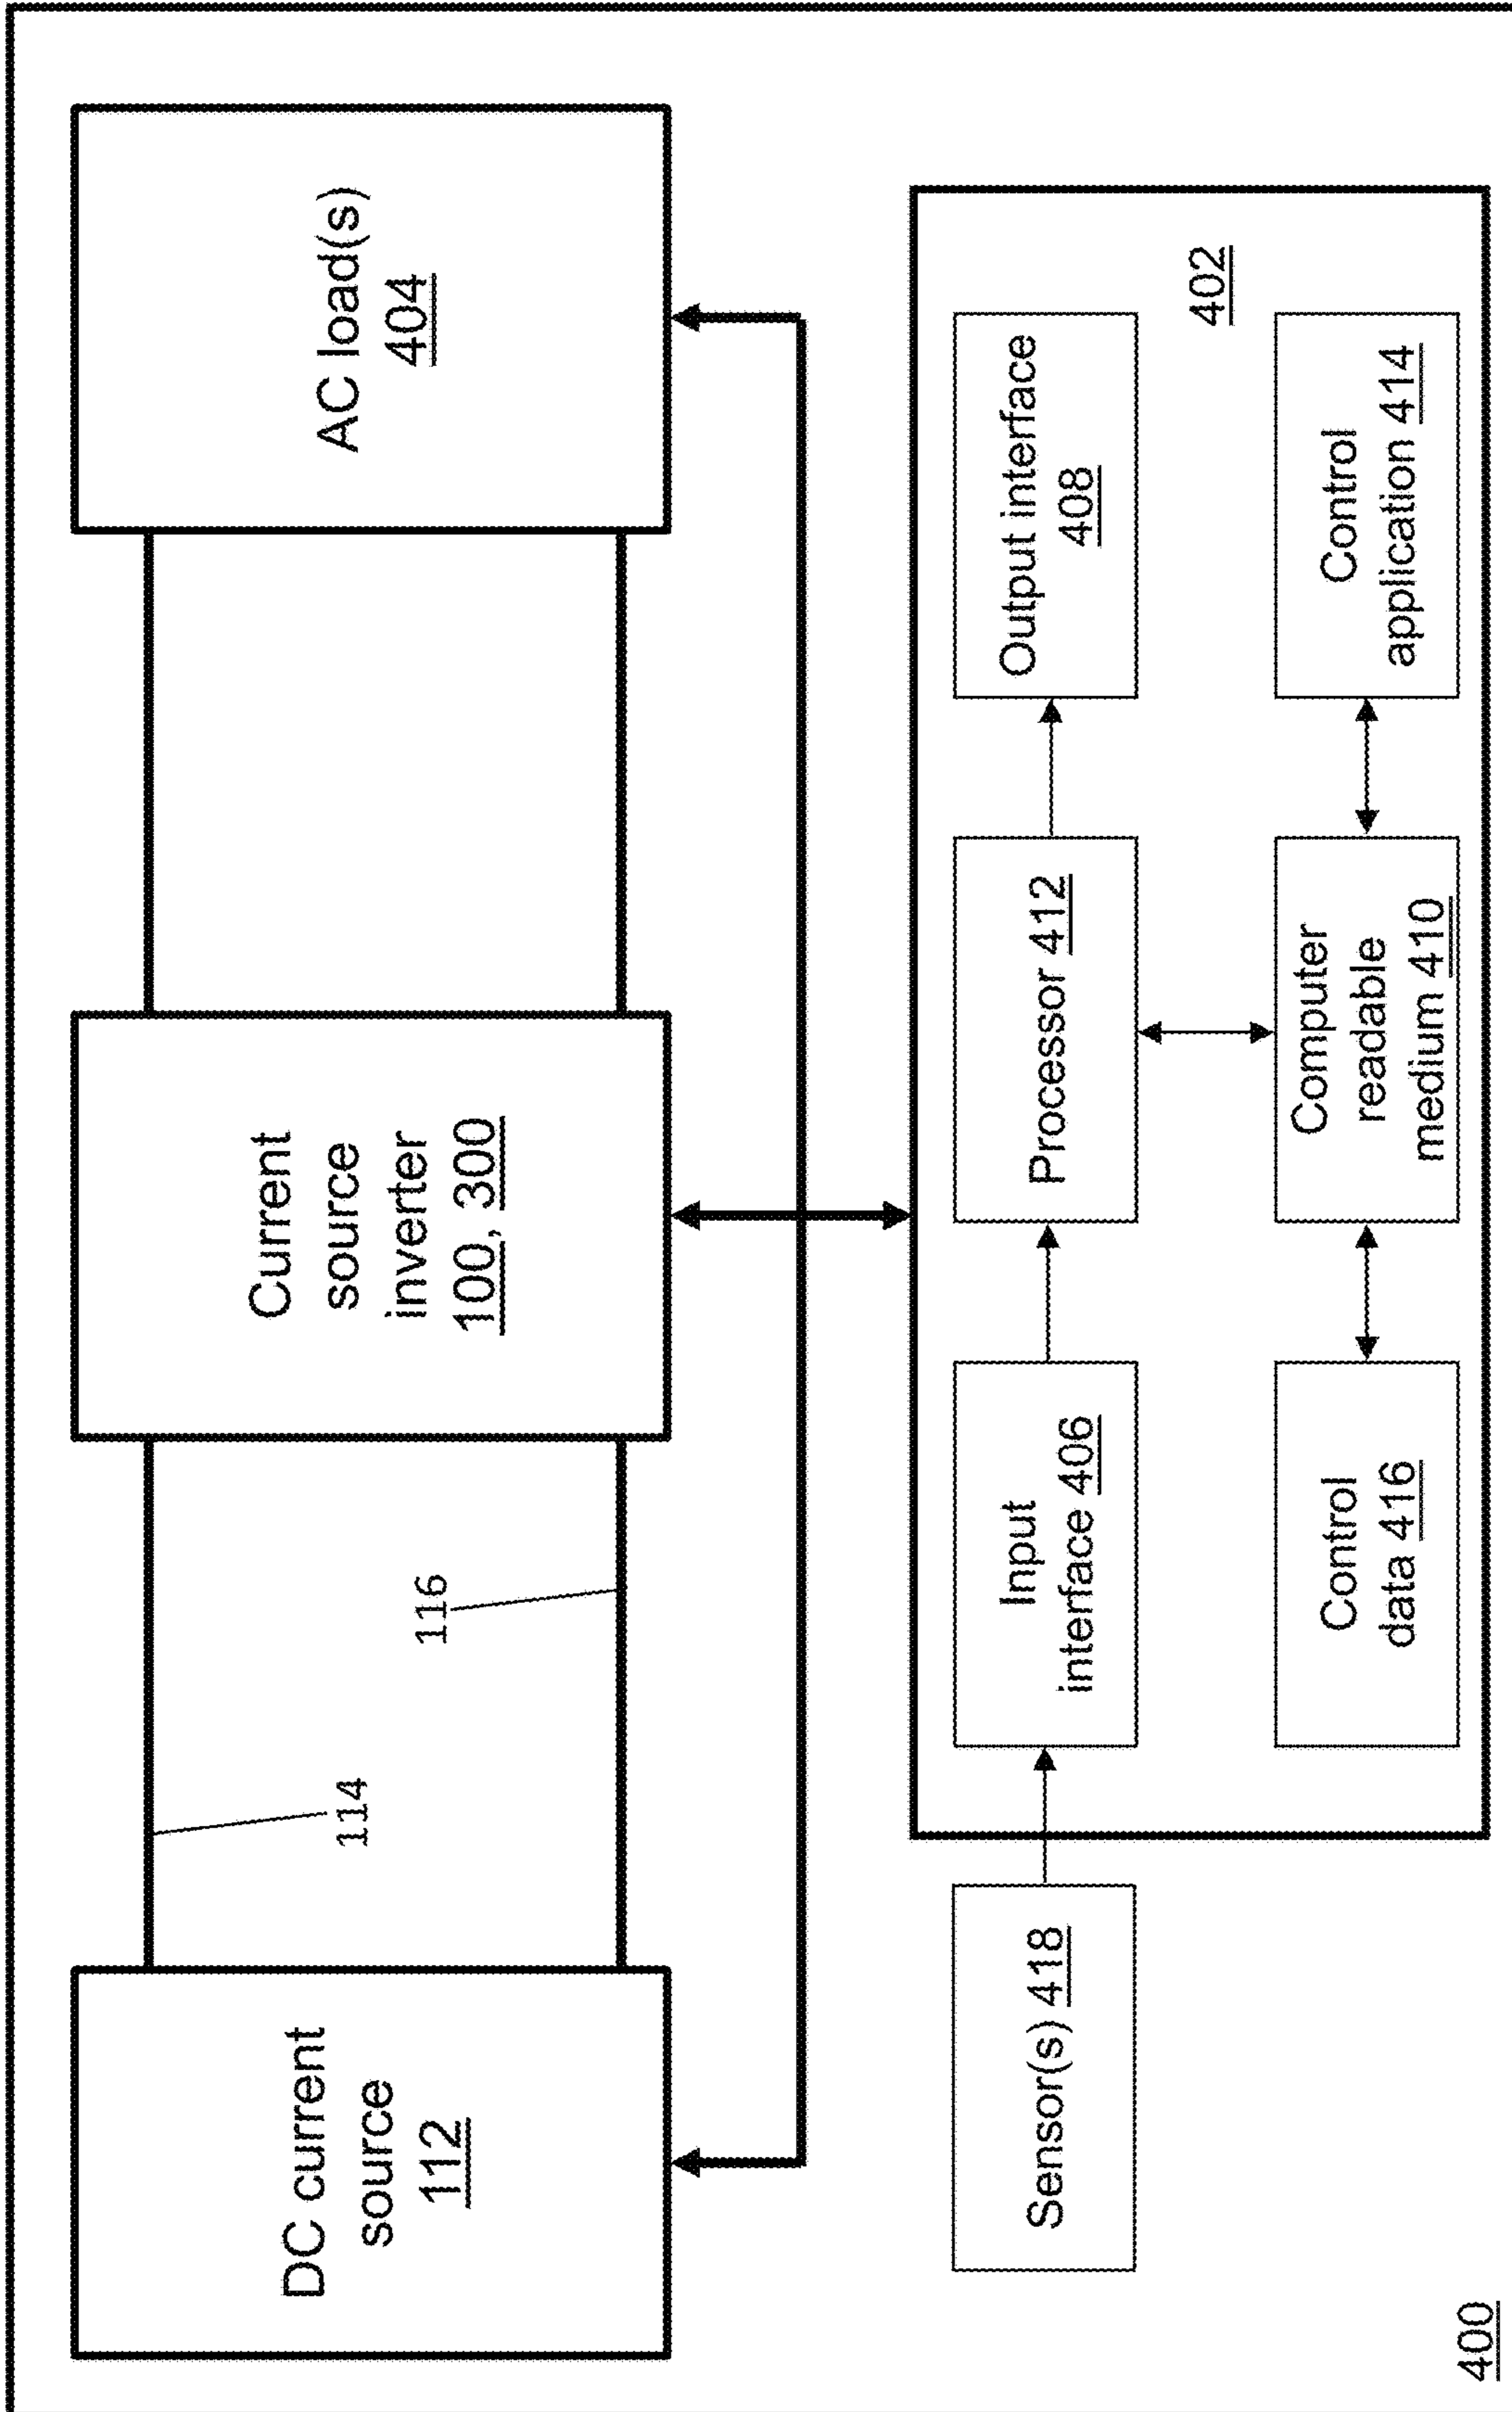 DC current
source
112
114
116
Current
source
inverter
100, 300
AC load(s)
404
Sensor(s) 418
Input
interface 406
Processor 412
Output interface
408
402
Control
data 416
Computer
readable
medium 410
Control
application 414
400